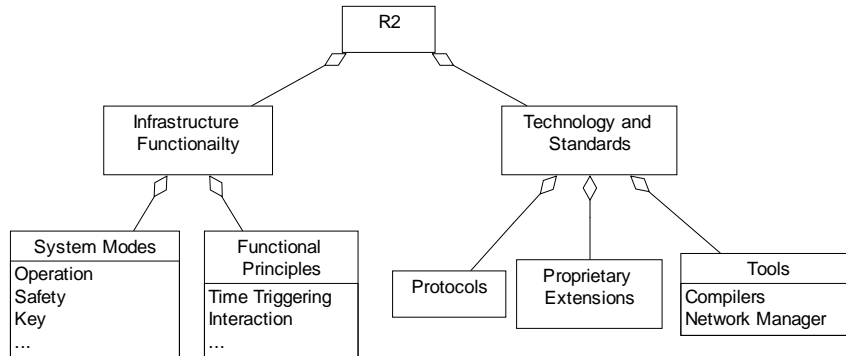 R2
Infrastructure
Functionailty
Technology and
Standards
System Modes
Operation
Safety
Key
...
Functional
Principles
Time Triggering
Interaction
...
Protocols
Proprietary
Extensions
Tools
Compilers
Network Manager